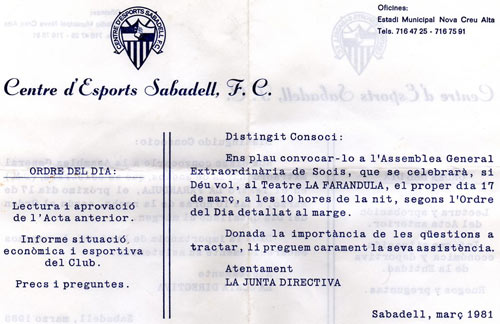 CENTRE D'ESPORTS SABADELL F.C.
Oficines:
Estadi Municipal Nova Creu Alta
Tels. 716 47 25 - 716 75 91
Centre d'Esports Sabadell, F. C.
ORDRE DEL DIA:
Lectura i aprovació
de l'Acta anterior.
Informe situació
econòmica i esportiva
del Club.
Precs i preguntes.
Distingit Consoci:
Ens plau convocar-lo a l'Assemblea General
Extraordinària de Socis, que se celebrarà, si
Déu vol, al Teatre LA FARANDULA, el proper dia 17
de març, a les 10 hores de la nit, segons l'Ordre
del Dia detallat al marge.
Donada la importància de les qüestions a
tractar, li preguem carament la seva assistència.
Atentament
LA JUNTA DIRECTIVA
Sabadell, març 1981